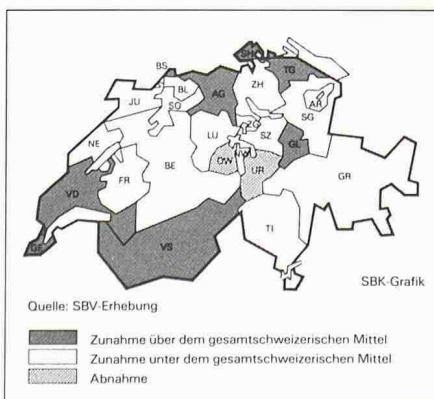 BS
SH
TG
BL
AG
ZH
JU
SO
AR
SG
ZG
NE
LU
SZ
OW
NW
GL
BE
UR
GR
VD
FR
TI
GE
VS
SBK-Grafik
Quelle: SBV-Erhebung
Zunahme über dem gesamtschweizerischen Mittel
Zunahme unter dem gesamtschweizerischen Mittel
Abnahme